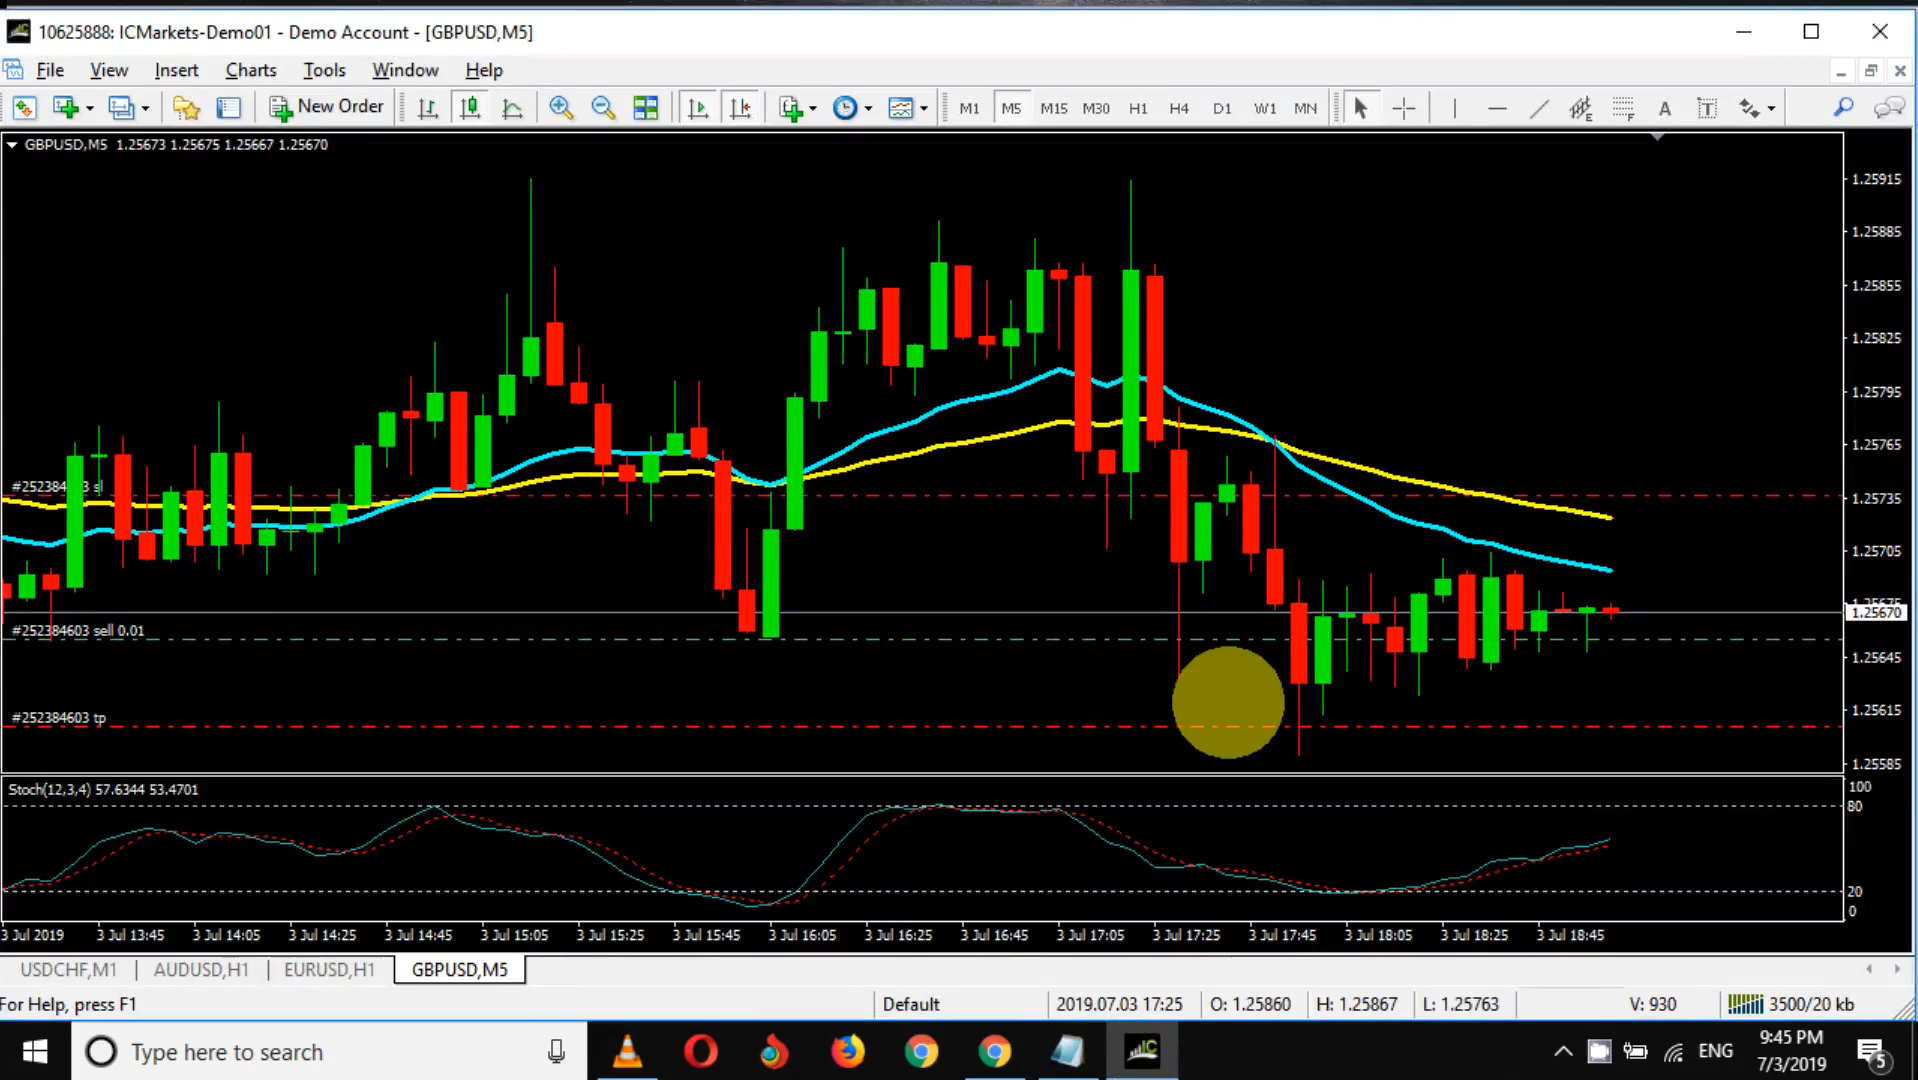 10625888: ICMarkets-Demo01 - Demo Account - [GBPUSD,M5]
File View Insert Charts Tools Window Help
New Order M1 M5 M15 M30 H1 H4 D1 W1 MN A T
GBPUSD,M5 1.25673 1.25675 1.25667 1.25670
1.25915
1.25885
1.25855
1.25825
1.25795
1.25765
#252384603 sl
1.25735
1.25705
1.25675
1.25670
#252384603 sell 0.01
1.25645
#252384603 tp
1.25615
1.25585
Stoch(12,3,4) 57.6344 53.4701
100
80
20
0
3 Jul 2019 3 Jul 13:45 3 Jul 14:05 3 Jul 14:25 3 Jul 14:45 3 Jul 15:05 3 Jul 15:25 3 Jul 15:45 3 Jul 16:05 3 Jul 16:25 3 Jul 16:45 3 Jul 17:05 3 Jul 17:25 3 Jul 17:45 3 Jul 18:05 3 Jul 18:25 3 Jul 18:45
USDCHF,M1 AUDUSD,H1 EURUSD,H1 GBPUSD,M5
For Help, press F1 Default 2019.07.03 17:25 O: 1.25860 H: 1.25867 L: 1.25763 V: 930 3500/20 kb
Type here to search IC ENG 9:45 PM
7/3/2019 5